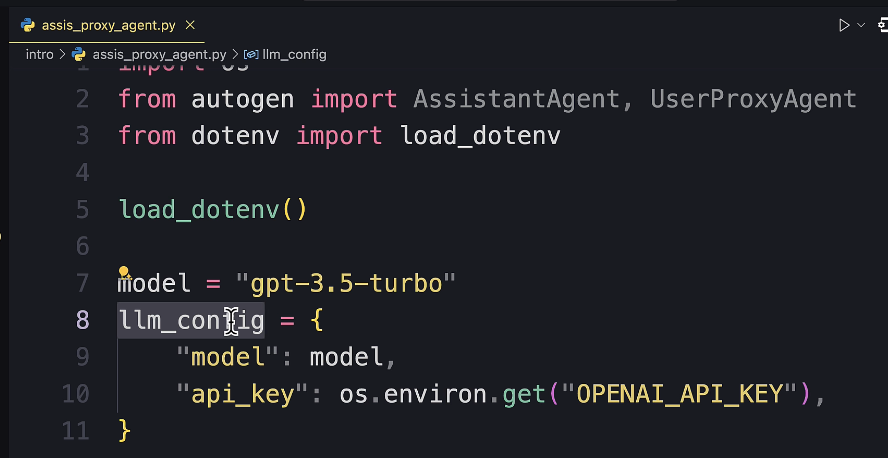 assis_proxy_agent.py
intro > assis_proxy_agent.py > llm_config
1 import os
2 from autogen import AssistantAgent, UserProxyAgent
3 from dotenv import load_dotenv
4
5 load_dotenv()
6
7 model = "gpt-3.5-turbo"
8 llm_config = {
9 "model": model,
10 "api_key": os.environ.get("OPENAI_API_KEY"),
11 }